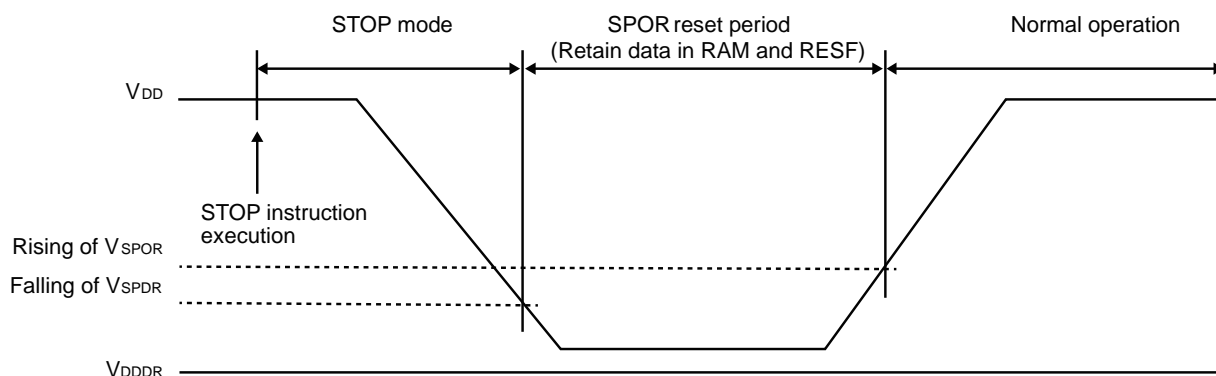 STOP mode
SPOR reset period
(Retain data in RAM and RESF)
Normal operation
VDD
STOP instruction
execution
Rising of VSPOR
Falling of VSPDR
VDDDR